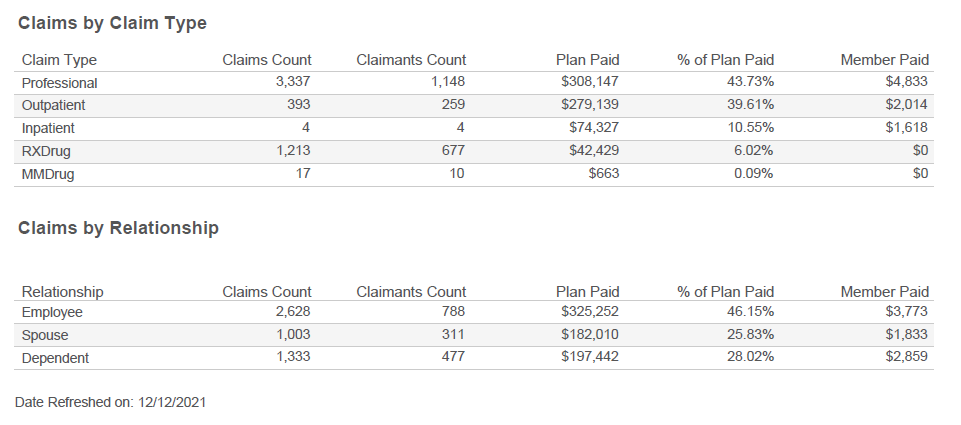 Claims by Claim Type
Claim Type Claims Count Claimants Count Plan Paid % of Plan Paid Member Paid
Professional 3,337 1,148 $308,147 43.73% $4,833
Outpatient 393 259 $279,139 39.61% $2,014
Inpatient 4 4 $74,327 10.55% $1,618
RXDrug 1,213 677 $42,429 6.02% $0
MMDrug 17 10 $663 0.09% $0
Claims by Relationship
Relationship Claims Count Claimants Count Plan Paid % of Plan Paid Member Paid
Employee 2,628 788 $325,252 46.15% $3,773
Spouse 1,003 311 $182,010 25.83% $1,833
Dependent 1,333 477 $197,442 28.02% $2,859
Date Refreshed on: 12/12/2021